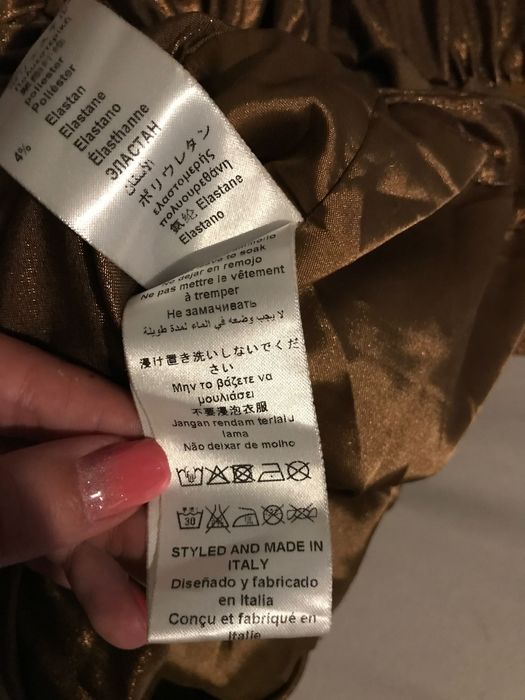 poliester
Poliéster
4%
Elastan
Elastane
Elastano
Élasthanne
ЭЛАСТАН
الاستان
ポリウレタン
ελαστομερής
πολυουρεθάνη
氨纶 Elastane
Elastano
to soak
No dejar en remojo
Ne pas mettre le vêtement
à tremper
Не замачивать
لا يجب وضعه في الماء لمدة طويلة
浸け置き洗いしないでくだ
さい
Μην το βάζετε να
μουλιάσει
不要浸泡衣服
Jangan rendam terlalu
lama
Não deixar de molho
30
STYLED AND MADE IN
ITALY
Diseñado y fabricado
en Italia
Conçu et fabriqué en
Italie